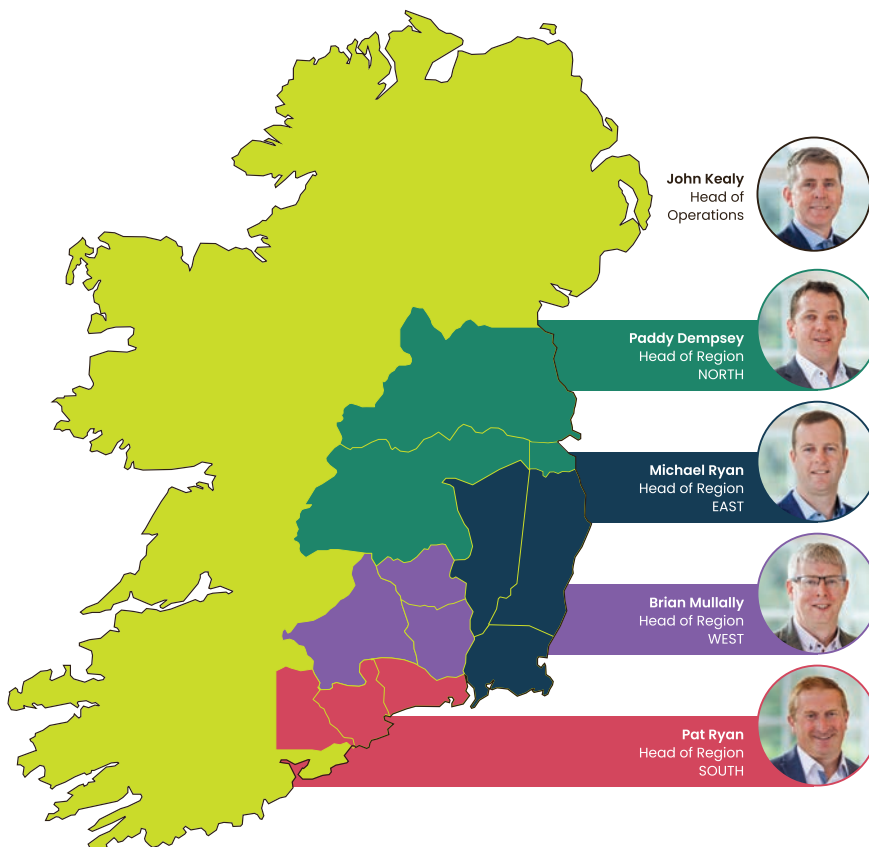 John Kealy
Head of
Operations
Paddy Dempsey
Head of Region
NORTH
Michael Ryan
Head of Region
EAST
Brian Mullally
Head of Region
WEST
Pat Ryan
Head of Region
SOUTH